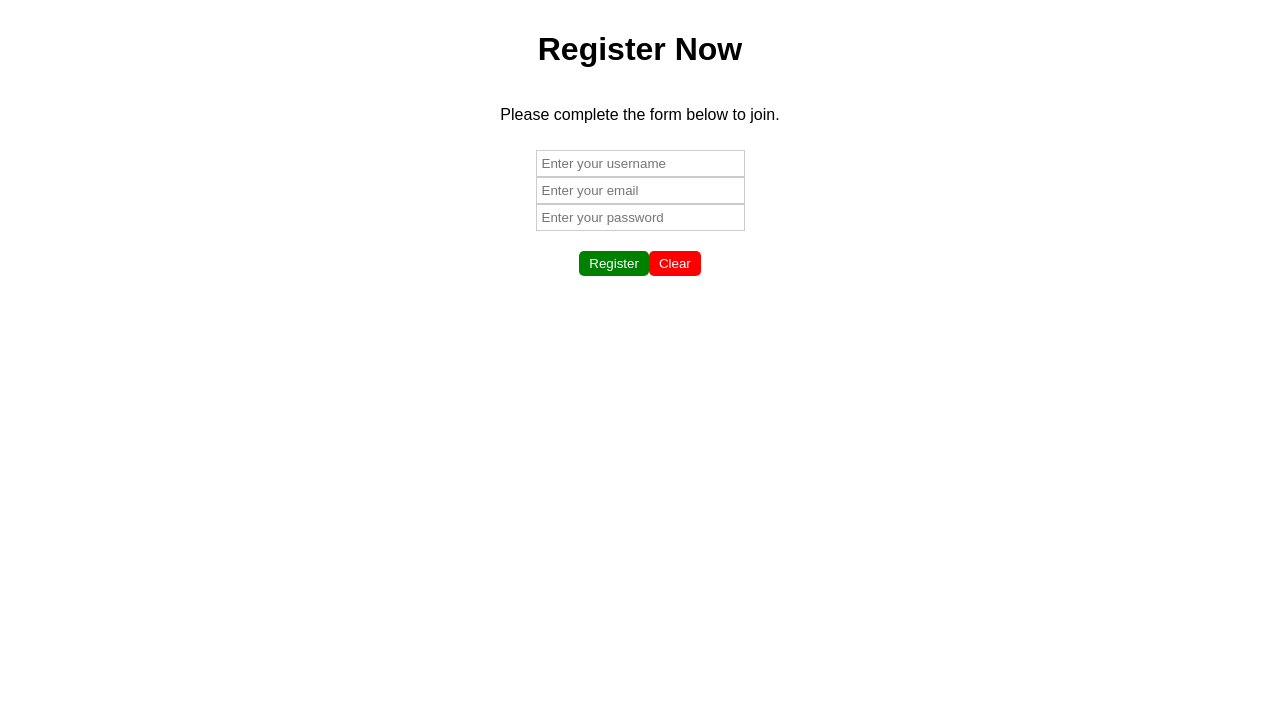 Register Now
Please complete the form below to join.
Enter your username
Enter your email
Enter your password
Register Clear